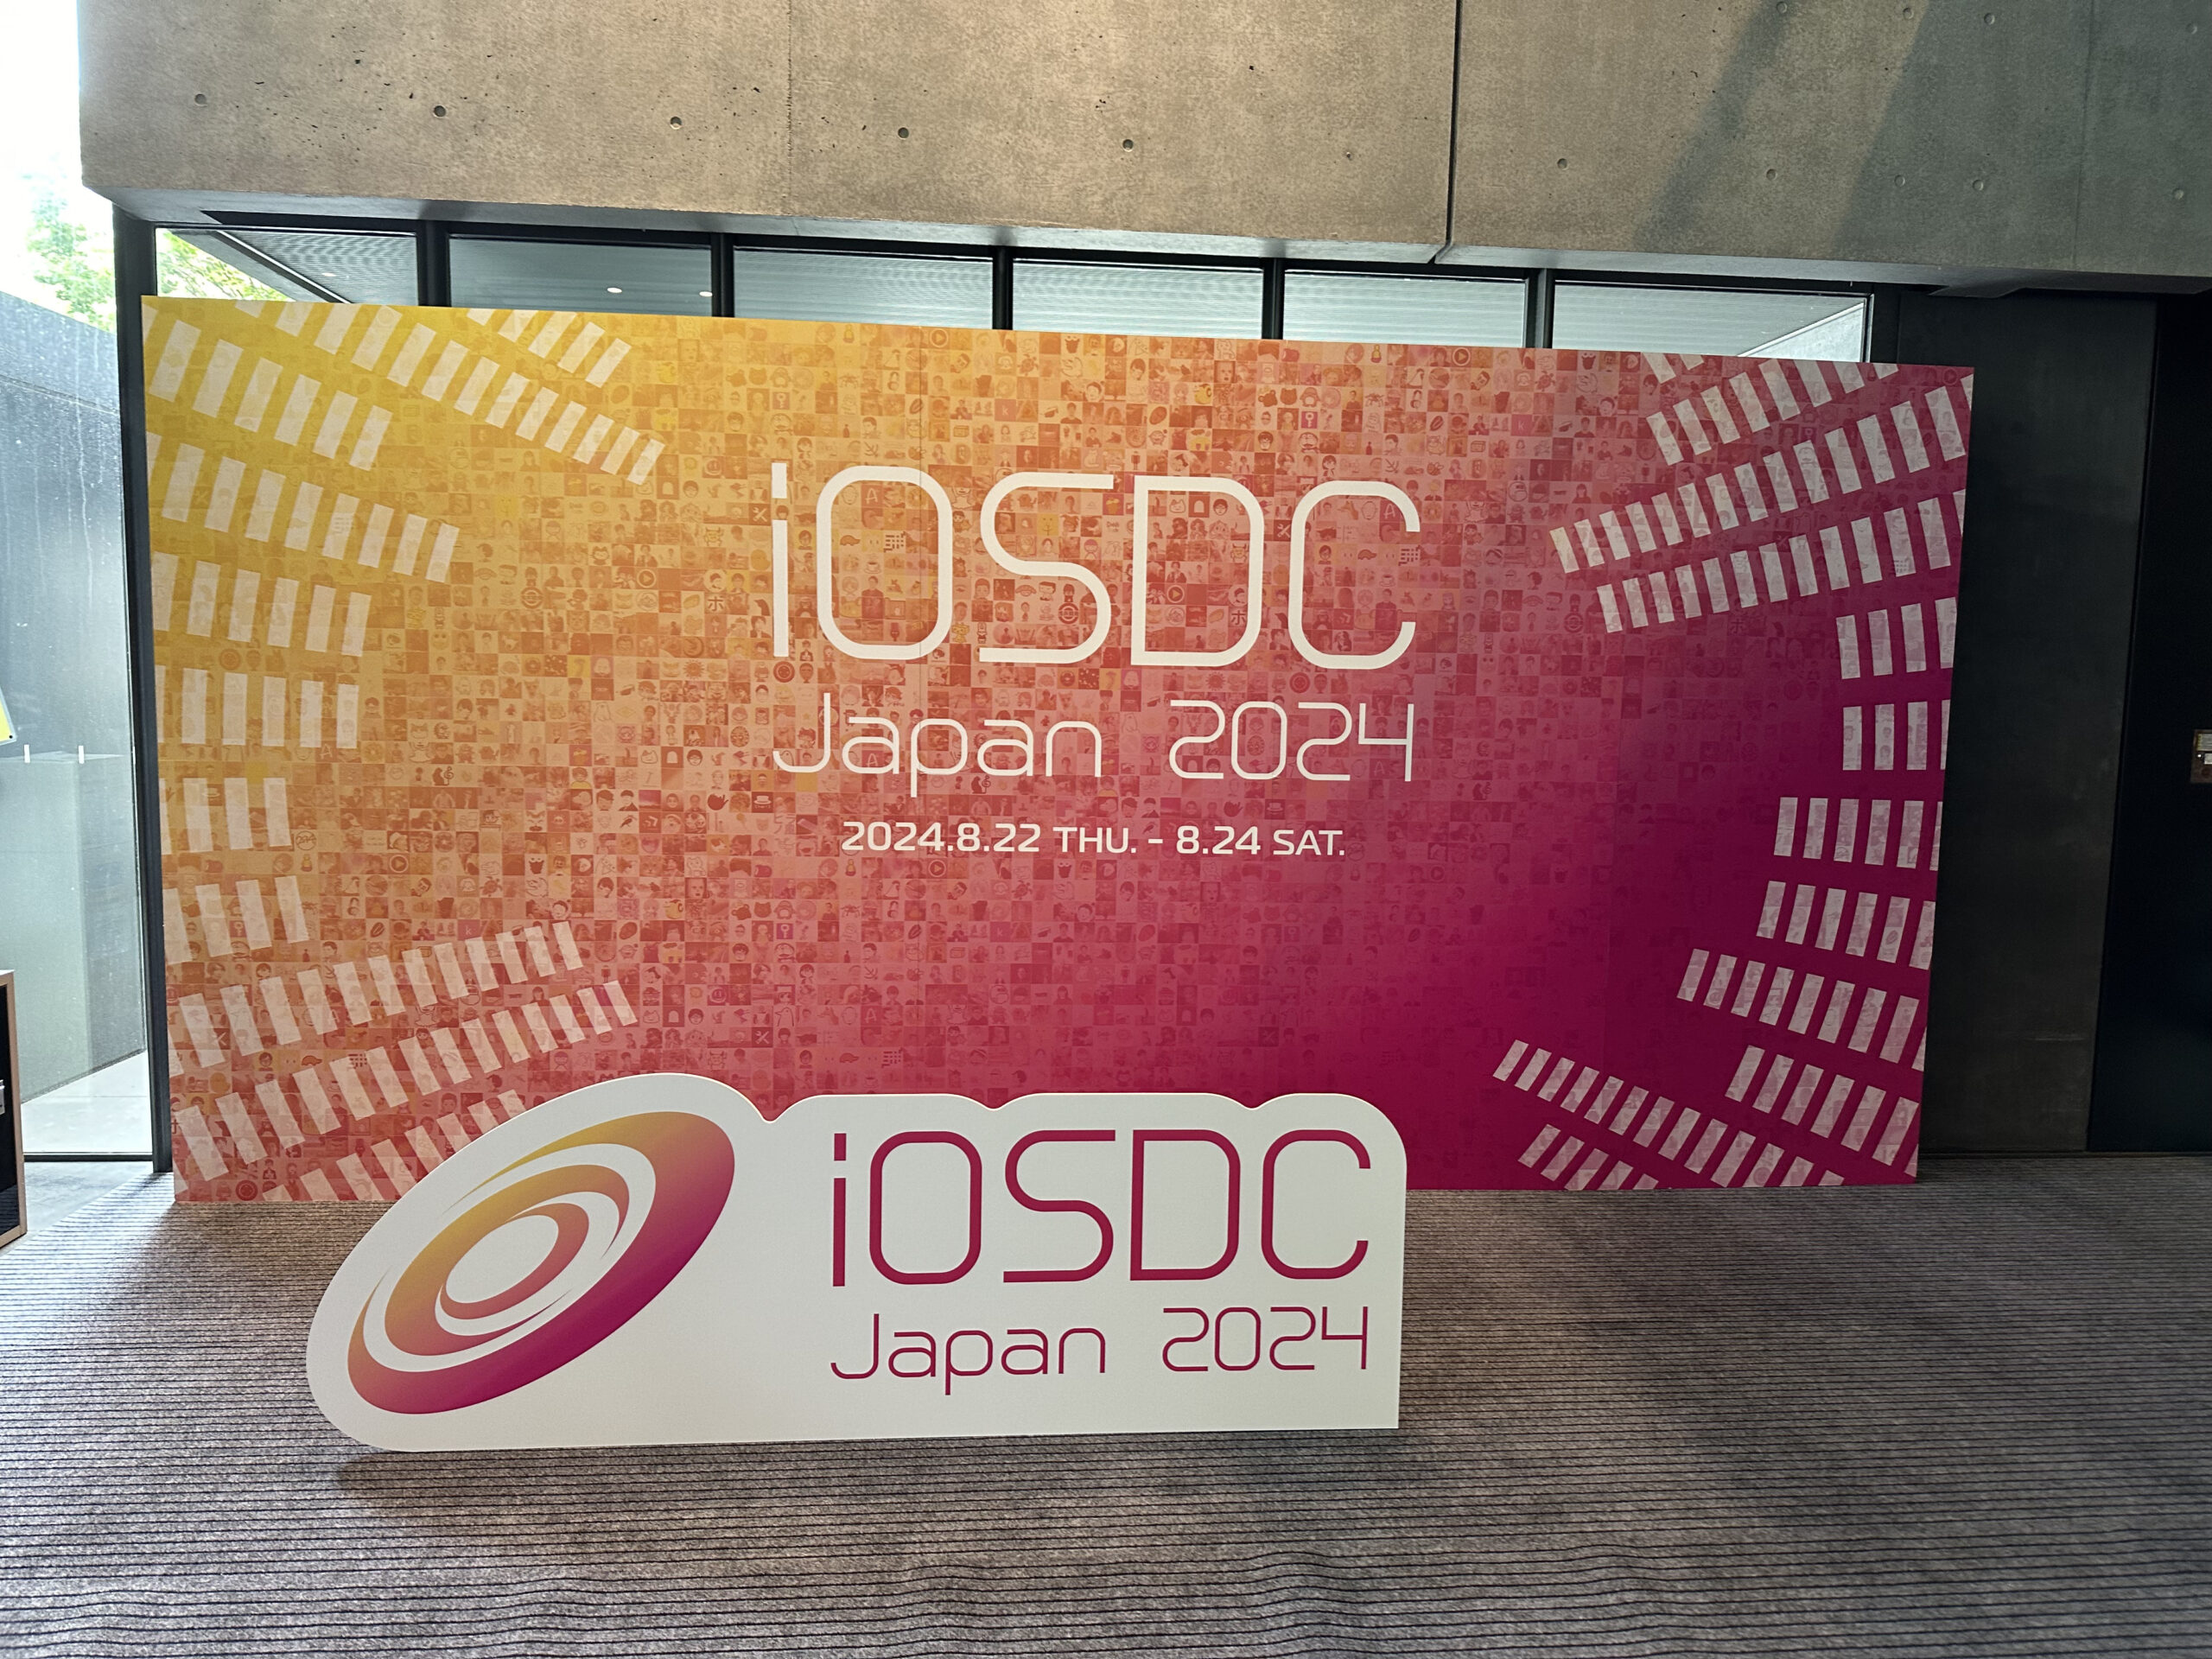 iOSDC
Japan 2024
2024.8.22 THU. - 8.24 SAT.
iOSDC
Japan 2024